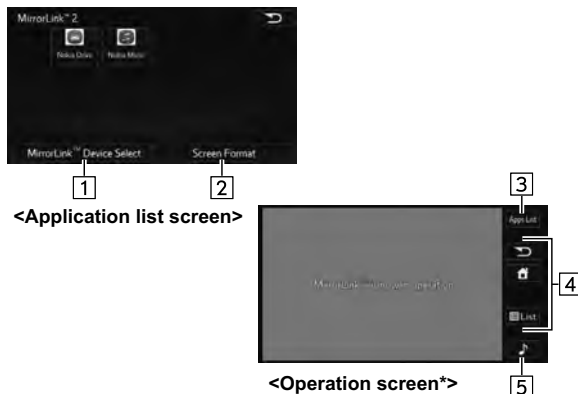 MirrorLink™ 2
Nokia Drive
Nokia Music
MirrorLink™ Device Select
Screen Format
1
2
<Application list screen>
3
Apps List
4
List
<Operation screen*>
5